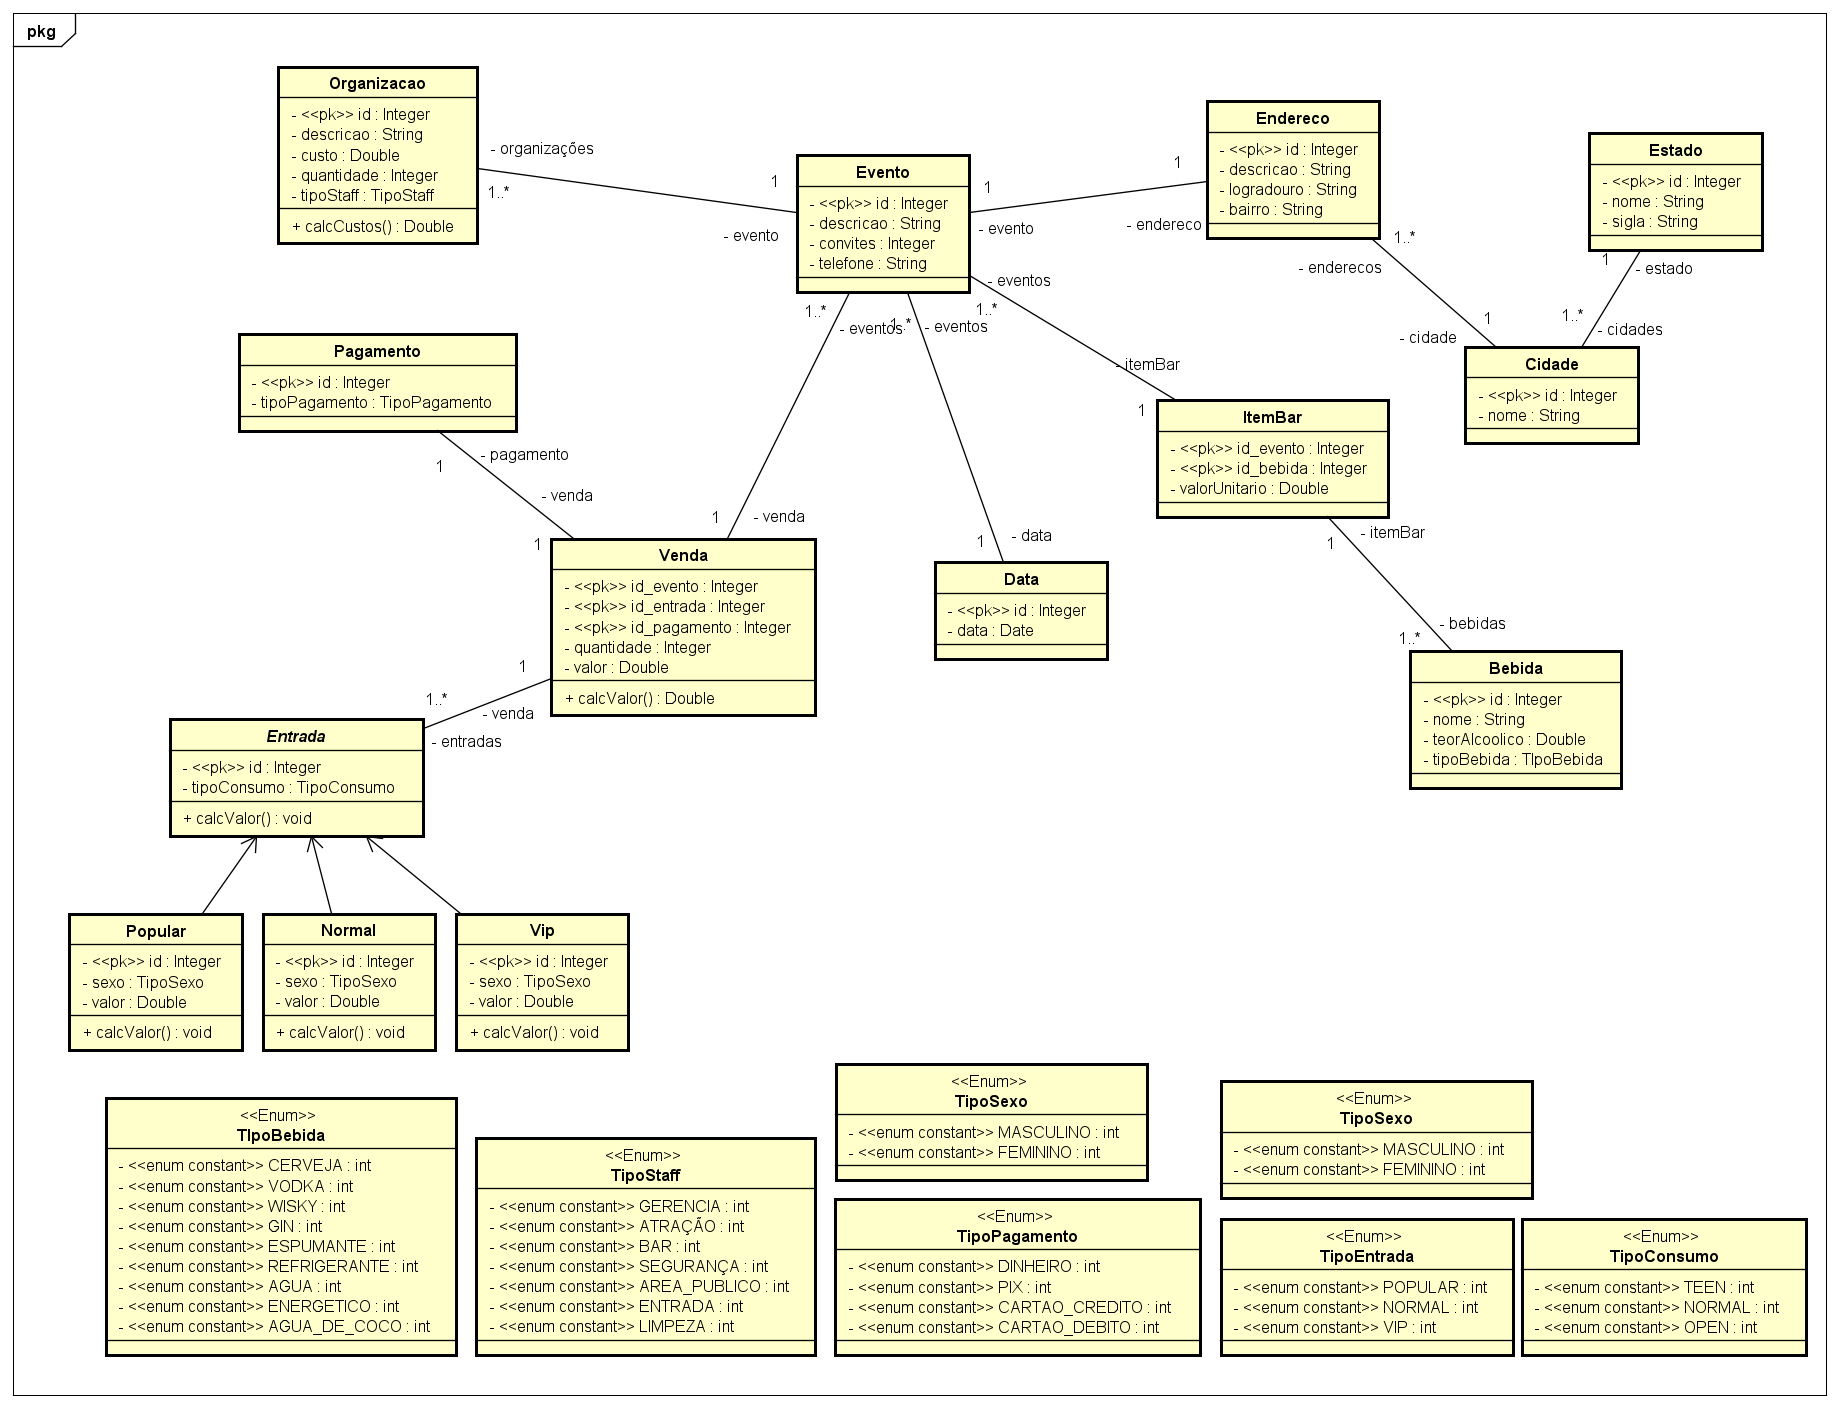 pkg
Organizacao
- <<pk>> id : Integer
- descricao : String
- custo : Double
- quantidade : Integer
- tipoStaff : TipoStaff
+ calcCustos() : Double
- organizações
1..*
1
- evento
Evento
- <<pk>> id : Integer
- descricao : String
- convites : Integer
- telefone : String
1
- evento
1
- endereco
Endereco
- <<pk>> id : Integer
- descricao : String
- logradouro : String
- bairro : String
1..*
- enderecos
1
- cidade
Estado
- <<pk>> id : Integer
- nome : String
- sigla : String
1
- estado
1..*
- cidades
Cidade
- <<pk>> id : Integer
- nome : String
- eventos
1..*
- itemBar
1
1..*
- eventos
1..*
- eventos
Pagamento
- <<pk>> id : Integer
- tipoPagamento : TipoPagamento
1
- pagamento
- venda
1
1
- venda
1
- data
ItemBar
- <<pk>> id_evento : Integer
- <<pk>> id_bebida : Integer
- valorUnitario : Double
- itemBar
1
- bebidas
1..*
Venda
- <<pk>> id_evento : Integer
- <<pk>> id_entrada : Integer
- <<pk>> id_pagamento : Integer
- quantidade : Integer
- valor : Double
+ calcValor() : Double
Data
- <<pk>> id : Integer
- data : Date
Bebida
- <<pk>> id : Integer
- nome : String
- teorAlcoolico : Double
- tipoBebida : TIpoBebida
1
- venda
1..*
- entradas
Entrada
- <<pk>> id : Integer
- tipoConsumo : TipoConsumo
+ calcValor() : void
Popular
- <<pk>> id : Integer
- sexo : TipoSexo
- valor : Double
+ calcValor() : void
Normal
- <<pk>> id : Integer
- sexo : TipoSexo
- valor : Double
+ calcValor() : void
Vip
- <<pk>> id : Integer
- sexo : TipoSexo
- valor : Double
+ calcValor() : void
<<Enum>>
TIpoBebida
- <<enum constant>> CERVEJA : int
- <<enum constant>> VODKA : int
- <<enum constant>> WISKY : int
- <<enum constant>> GIN : int
- <<enum constant>> ESPUMANTE : int
- <<enum constant>> REFRIGERANTE : int
- <<enum constant>> AGUA : int
- <<enum constant>> ENERGETICO : int
- <<enum constant>> AGUA_DE_COCO : int
<<Enum>>
TipoStaff
- <<enum constant>> GERENCIA : int
- <<enum constant>> ATRAÇÃO : int
- <<enum constant>> BAR : int
- <<enum constant>> SEGURANÇA : int
- <<enum constant>> AREA_PUBLICO : int
- <<enum constant>> ENTRADA : int
- <<enum constant>> LIMPEZA : int
<<Enum>>
TipoSexo
- <<enum constant>> MASCULINO : int
- <<enum constant>> FEMININO : int
<<Enum>>
TipoPagamento
- <<enum constant>> DINHEIRO : int
- <<enum constant>> PIX : int
- <<enum constant>> CARTAO_CREDITO : int
- <<enum constant>> CARTAO_DEBITO : int
<<Enum>>
TipoSexo
- <<enum constant>> MASCULINO : int
- <<enum constant>> FEMININO : int
<<Enum>>
TipoEntrada
- <<enum constant>> POPULAR : int
- <<enum constant>> NORMAL : int
- <<enum constant>> VIP : int
<<Enum>>
TipoConsumo
- <<enum constant>> TEEN : int
- <<enum constant>> NORMAL : int
- <<enum constant>> OPEN : int